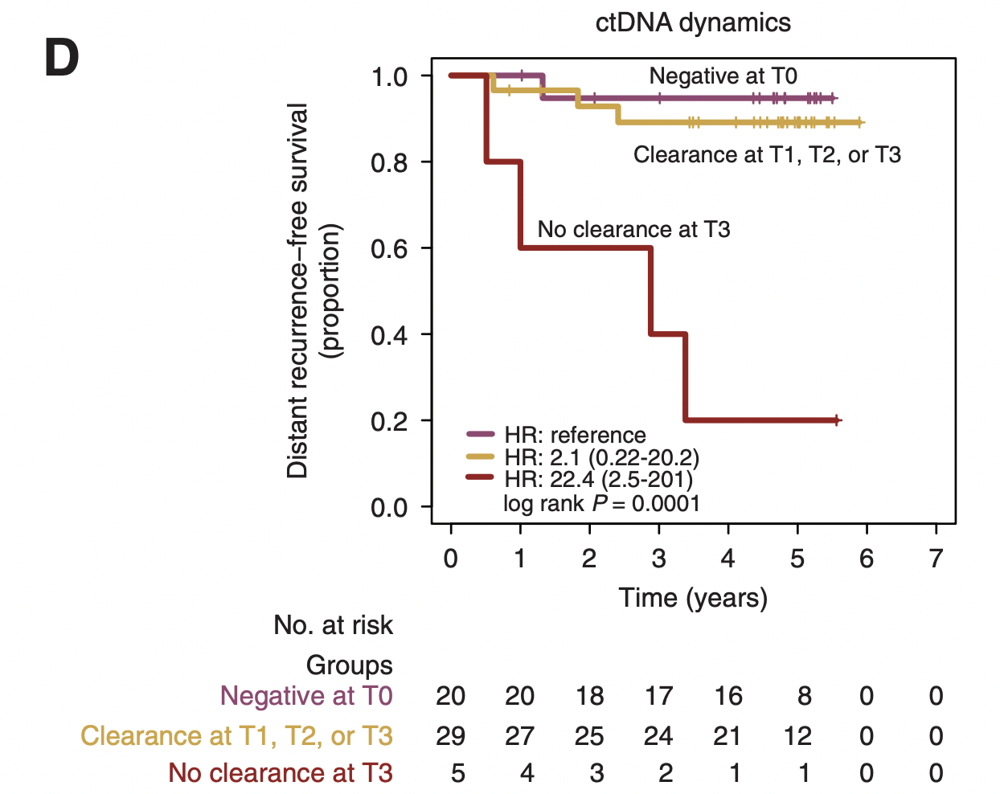 D
ctDNA dynamics
Distant recurrence–free survival
(proportion)
1.0
0.8
0.6
0.4
0.2
0.0
Negative at T0
Clearance at T1, T2, or T3
No clearance at T3
HR: reference
HR: 2.1 (0.22-20.2)
HR: 22.4 (2.5-201)
log rank P = 0.0001
0 1 2 3 4 5 6 7
Time (years)
No. at risk
Groups
Negative at T0 20 20 18 17 16 8 0 0
Clearance at T1, T2, or T3 29 27 25 24 21 12 0 0
No clearance at T3 5 4 3 2 1 1 0 0